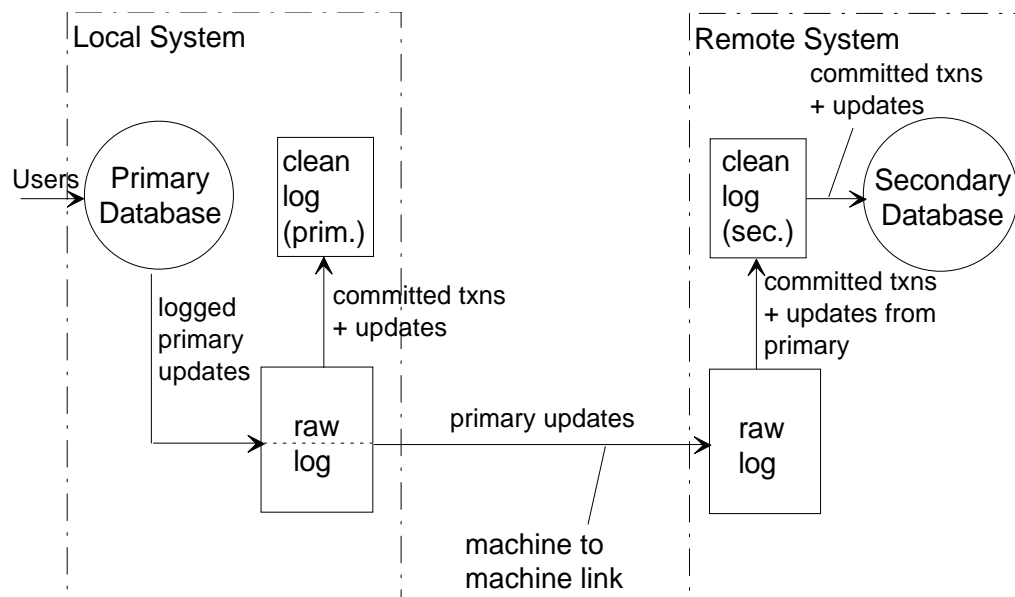 Local System
Remote System
committed txns
+ updates
Users
Primary
Database
clean
log
(prim.)
clean
log
(sec.)
Secondary
Database
logged
primary
updates
committed txns
+ updates
committed txns
+ updates from
primary
raw
log
primary updates
raw
log
machine to
machine link